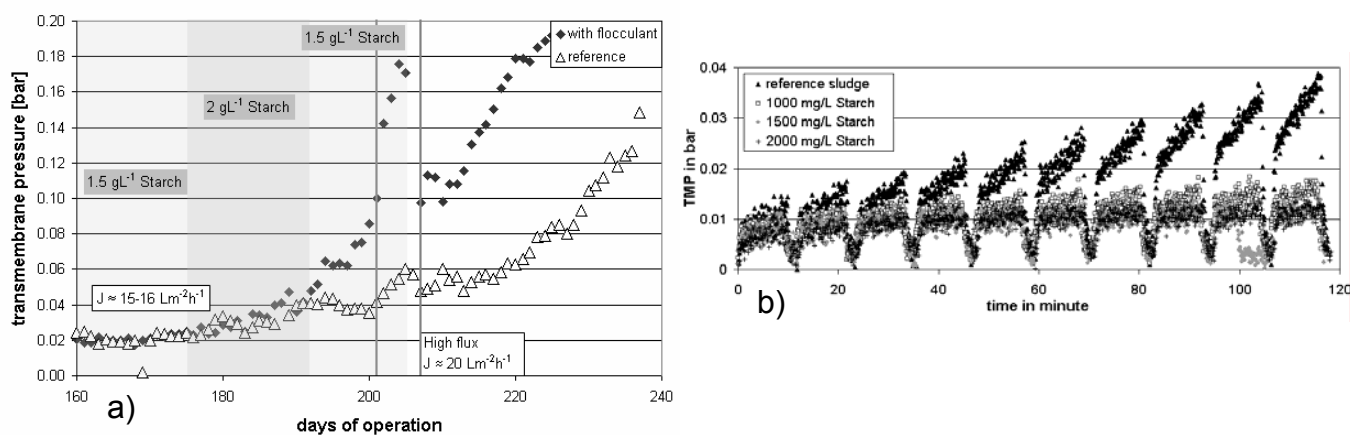 transmembrane pressure [bar]
0.20
0.18
0.16
0.14
0.12
0.10
0.08
0.06
0.04
0.02
0.00
1.5 gL⁻¹ Starch
with flocculant
reference
2 gL⁻¹ Starch
1.5 gL⁻¹ Starch
J ≈ 15-16 Lm⁻²h⁻¹
High flux
J ≈ 20 Lm⁻²h⁻¹
160 180 200 220 240
a)
days of operation
TMP in bar
0.04
0.03
0.02
0.01
0
reference sludge
1000 mg/L Starch
1500 mg/L Starch
2000 mg/L Starch
0 20 40 60 80 100 120
b)
time in minute